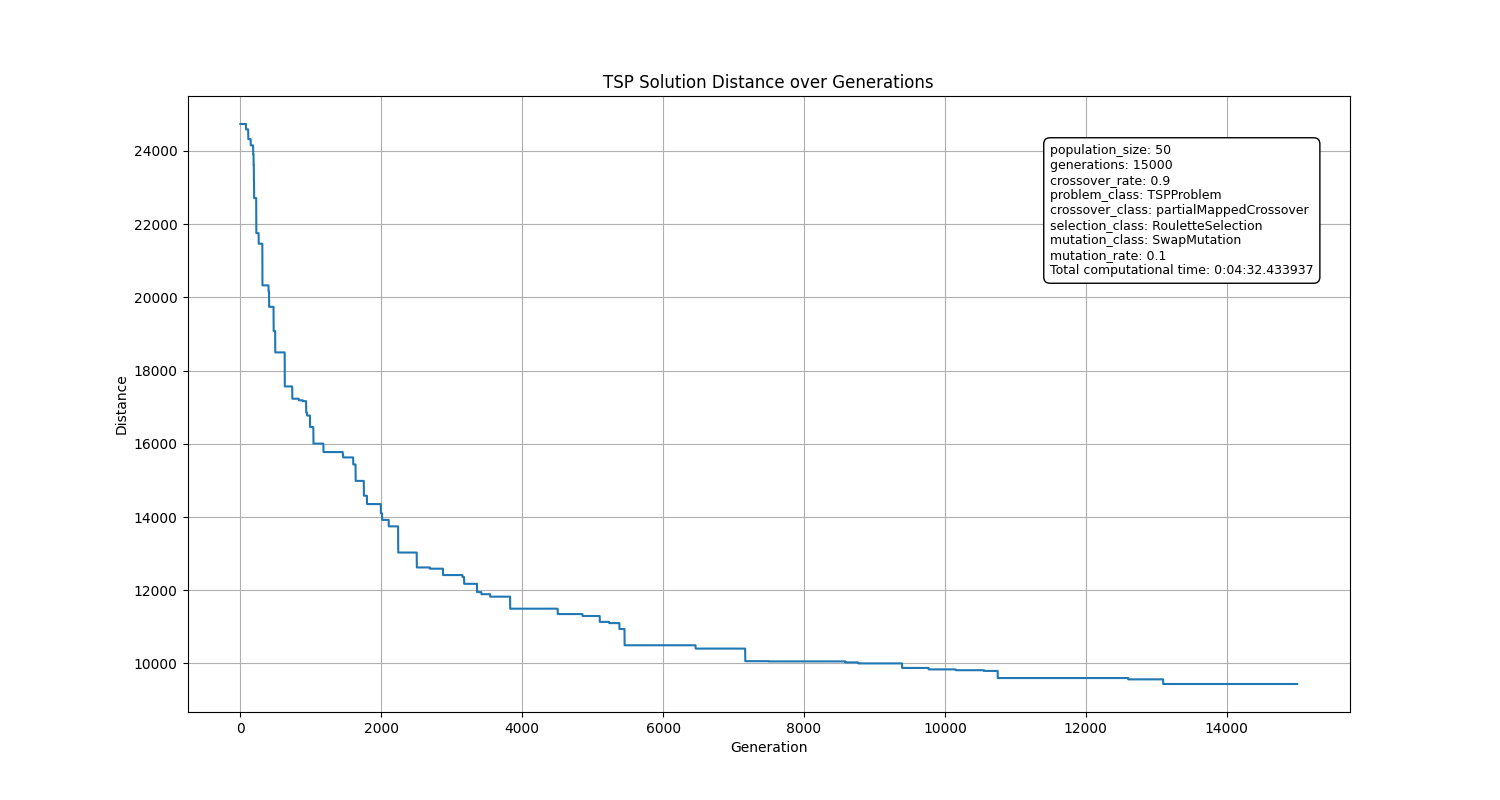 TSP Solution Distance over Generations
24000
22000
20000
18000
16000
14000
12000
10000
Distance
population_size: 50
generations: 15000
crossover_rate: 0.9
problem_class: TSPProblem
crossover_class: partialMappedCrossover
selection_class: RouletteSelection
mutation_class: SwapMutation
mutation_rate: 0.1
Total computational time: 0:04:32.433937
0 2000 4000 6000 8000 10000 12000 14000
Generation